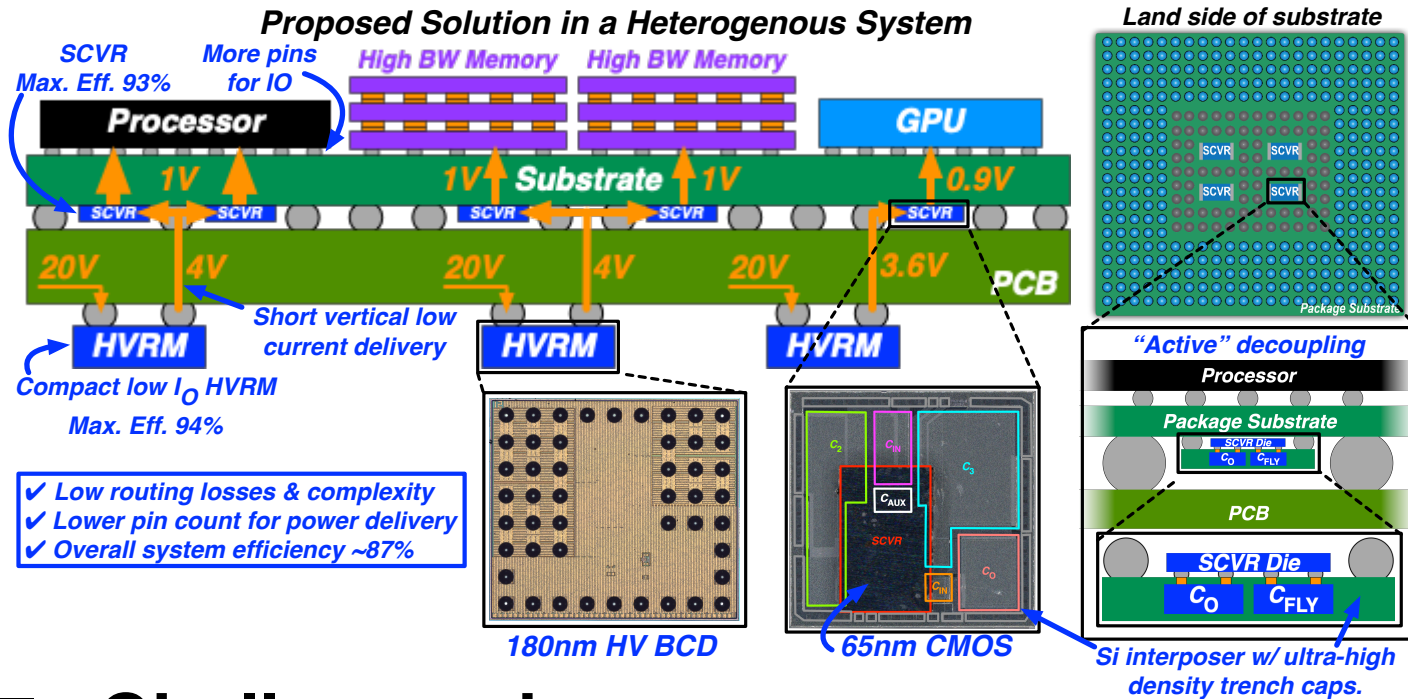 Proposed Solution in a Heterogenous System
Land side of substrate
SCVR
Max. Eff. 93%
More pins
for IO
High BW Memory
High BW Memory
Processor
GPU
1V
1V
Substrate
1V
0.9V
SCVR
SCVR
SCVR
SCVR
SCVR
20V
4V
20V
4V
20V
3.6V
PCB
Short vertical low
current delivery
HVRM
HVRM
HVRM
Compact low IO HVRM
Max. Eff. 94%
✔ Low routing losses & complexity
✔ Lower pin count for power delivery
✔ Overall system efficiency ~87%
180nm HV BCD
C2
CIN
C3
CAUX
SCVR
CIN
CO
65nm CMOS
SCVR
SCVR
SCVR
SCVR
Package Substrate
“Active” decoupling
Processor
Package Substrate
SCVR Die
CO
CFLY
PCB
SCVR Die
CO
CFLY
Si interposer w/ ultra-high
density trench caps.